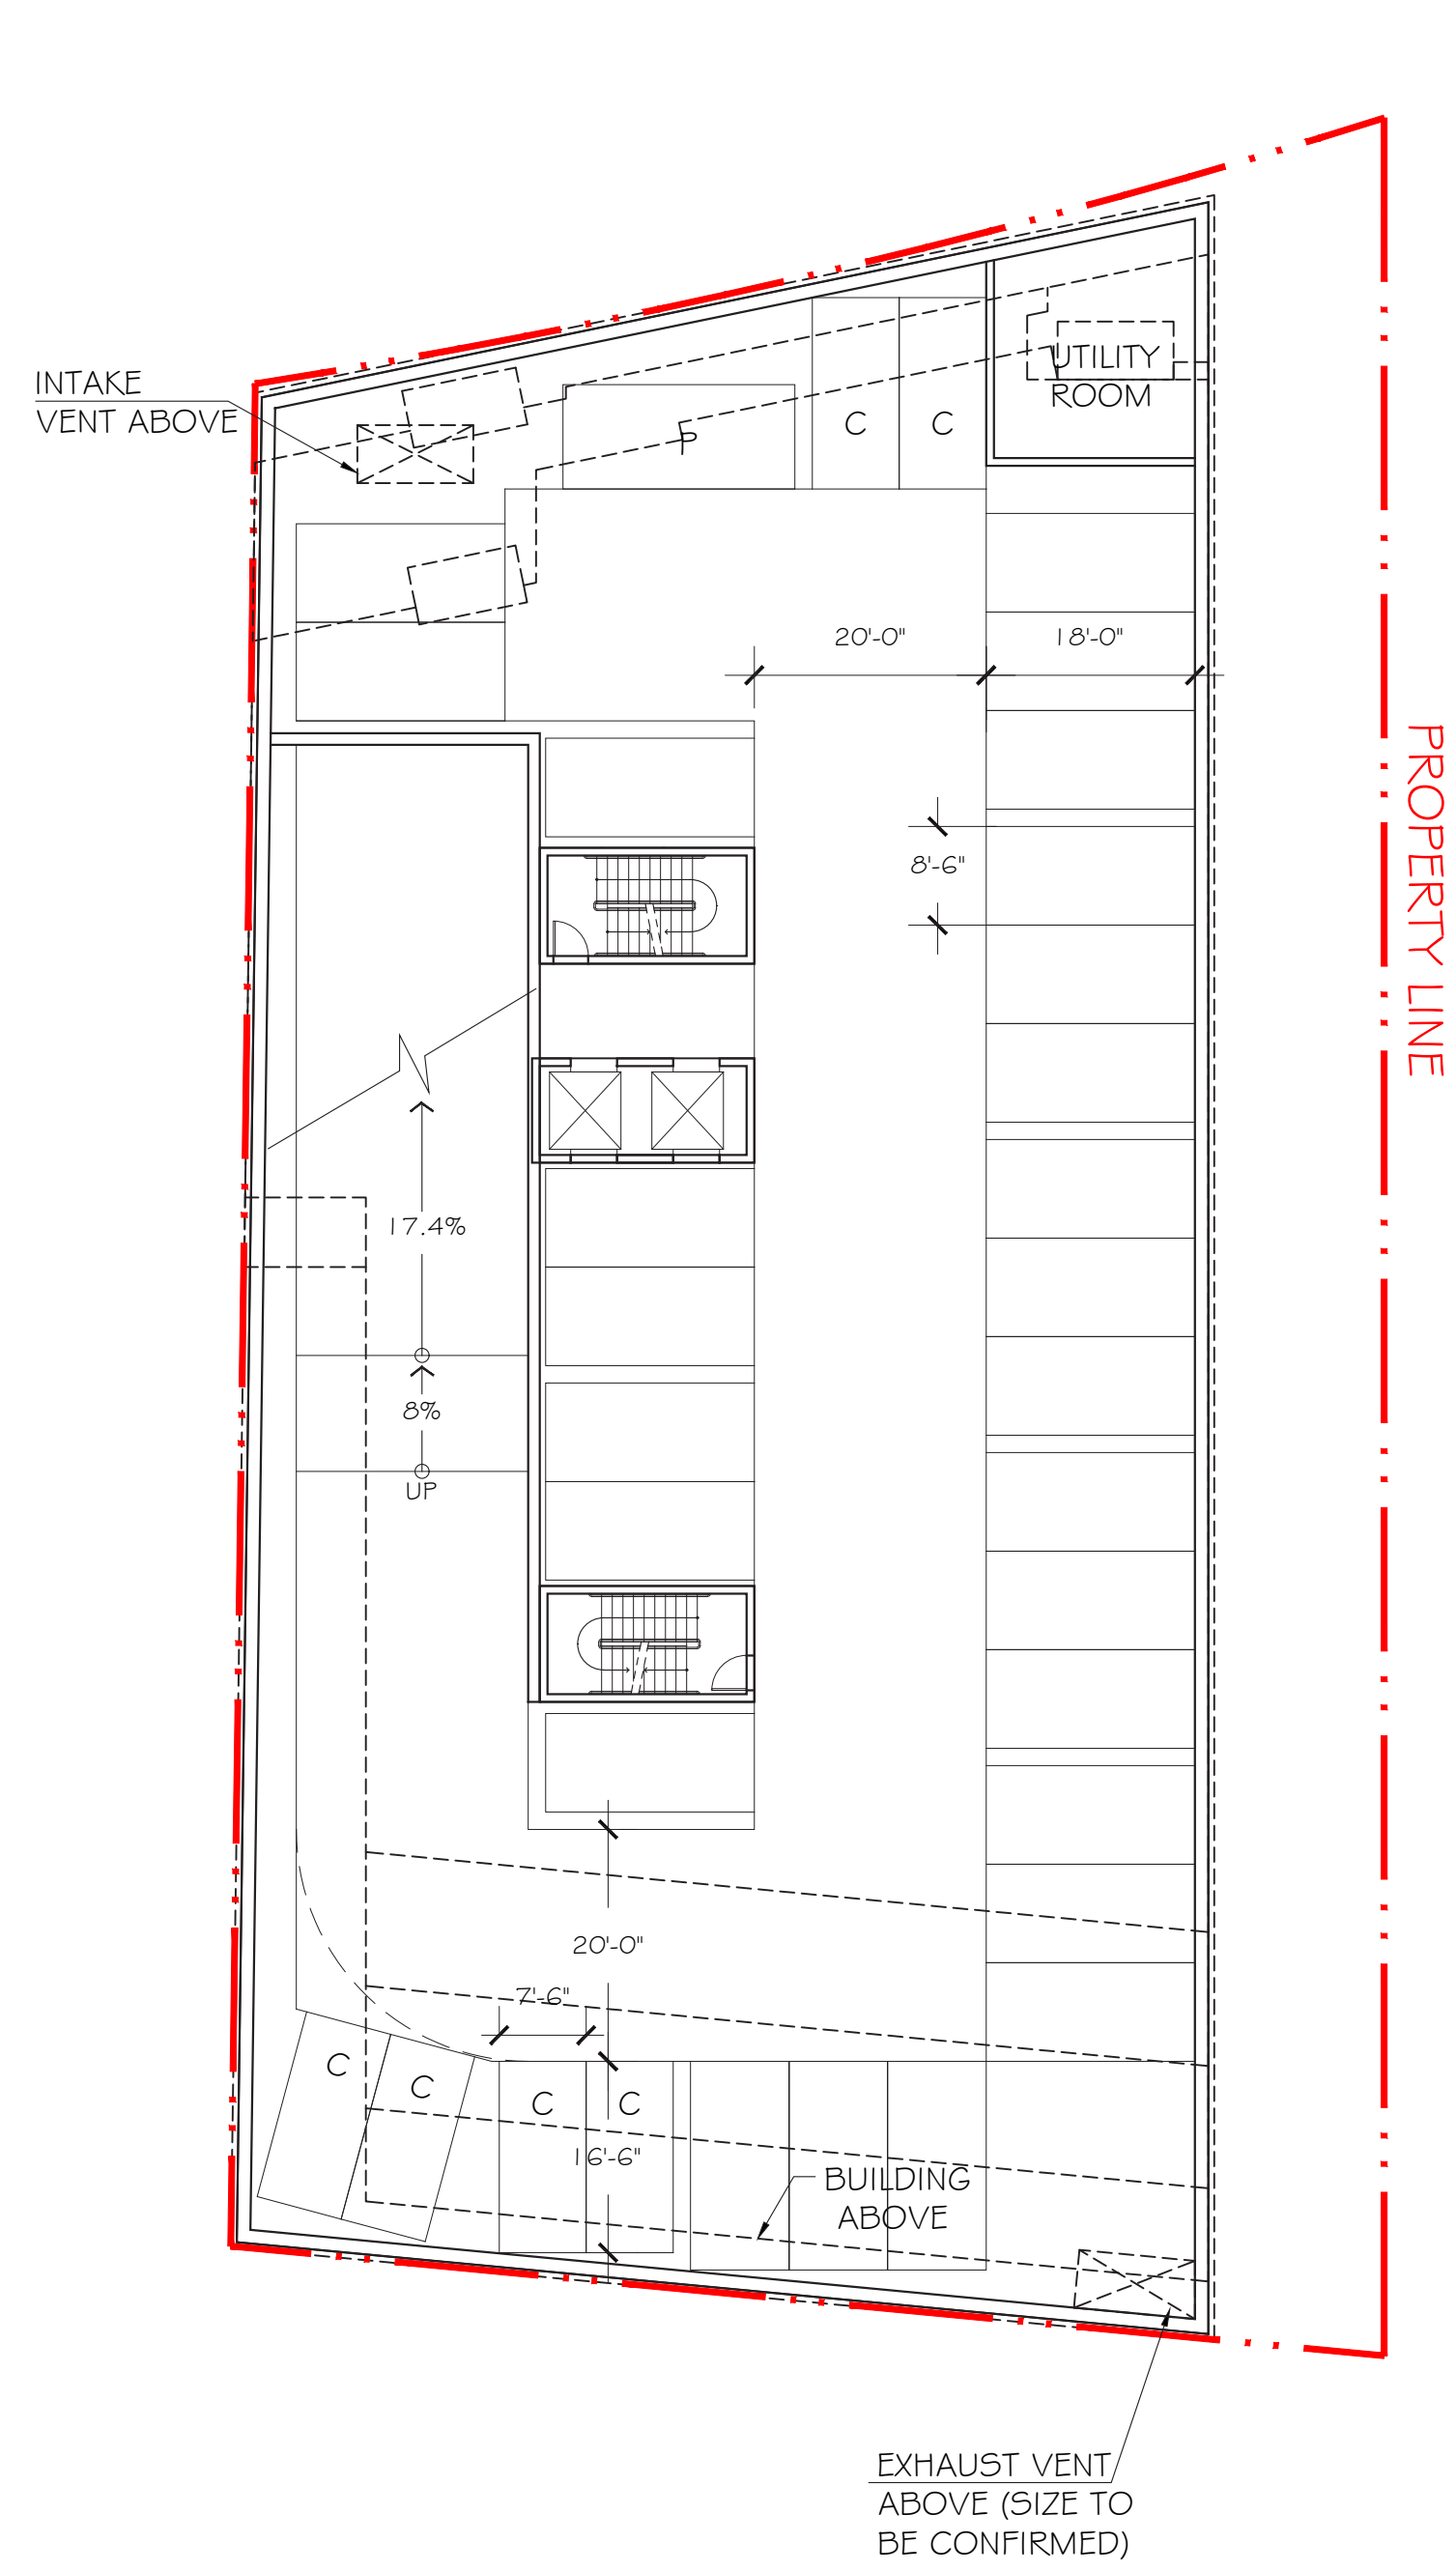 INTAKE
VENT ABOVE
UTILITY
ROOM
C
C
P
20'-0"
18'-0"
PROPERTY LINE
8'-6"
17.4%
8%
UP
20'-0"
7'-6"
C
C
C
C
16'-6"
BUILDING
ABOVE
EXHAUST VENT
ABOVE (SIZE TO
BE CONFIRMED)